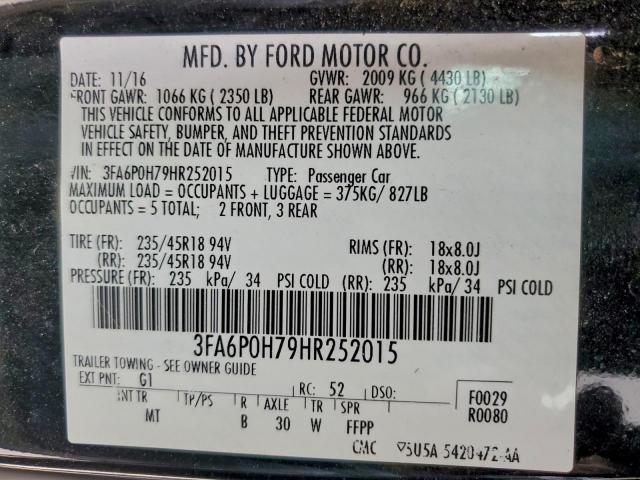 MFD. BY FORD MOTOR CO.
DATE: 11/16 GVWR: 2009 KG ( 4430 LB)
FRONT GAWR: 1066 KG ( 2350 LB) REAR GAWR: 966 KG ( 2130 LB)
THIS VEHICLE CONFORMS TO ALL APPLICABLE FEDERAL MOTOR
VEHICLE SAFETY, BUMPER, AND THEFT PREVENTION STANDARDS
IN EFFECT ON THE DATE OF MANUFACTURE SHOWN ABOVE.
VIN: 3FA6P0H79HR252015 TYPE: Passenger Car
MAXIMUM LOAD = OCCUPANTS + LUGGAGE = 375KG/ 827LB
OCCUPANTS = 5 TOTAL; 2 FRONT, 3 REAR
TIRE (FR): 235/45R18 94V RIMS (FR): 18x8.0J
(RR): 235/45R18 94V (RR): 18x8.0J
PRESSURE (FR): 235 kPa/ 34 PSI COLD (RR): 235 kPa/ 34 PSI COLD
3FA6P0H79HR252015
TRAILER TOWING - SEE OWNER GUIDE
EXT PNT: G1 RC: 52 DSO: F0029
INT TR TP/PS R AXLE TR SPR R0080
MT B 30 W FFPP
CMC